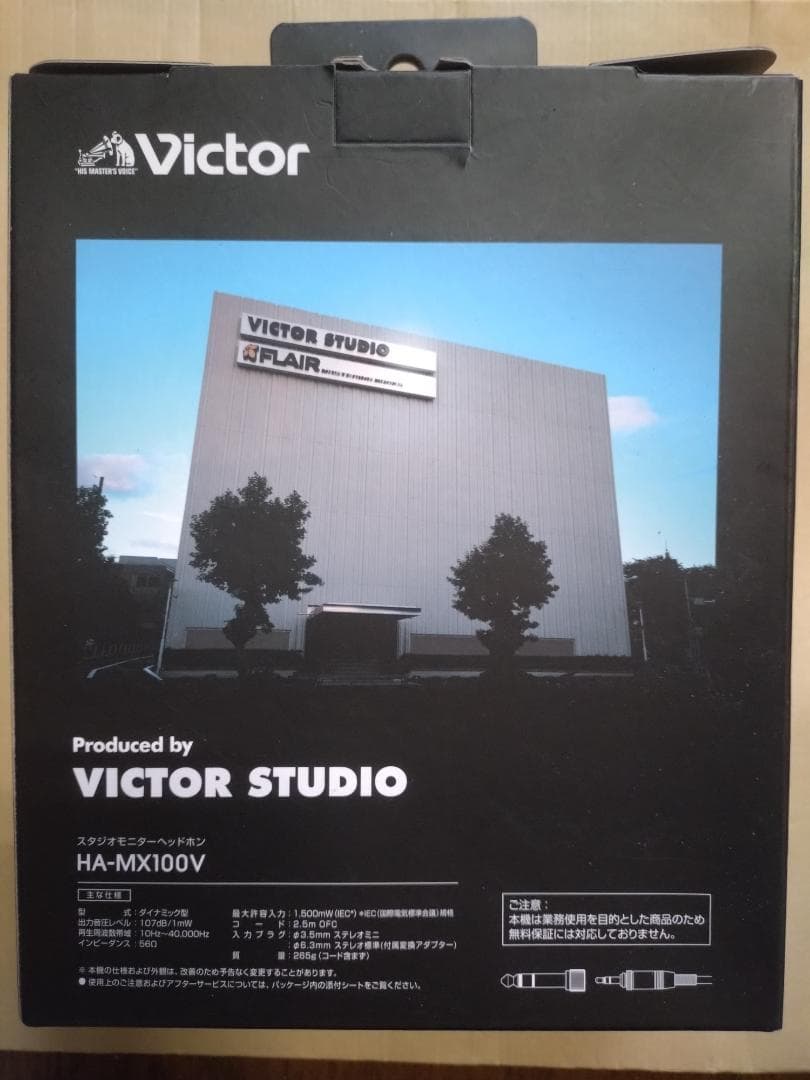 "HIS MASTER'S VOICE"
Victor
VICTOR STUDIO
FLAIR MASTERING WORKS
Produced by
VICTOR STUDIO
スタジオモニターヘッドホン
HA-MX100V
主な仕様
型式：ダイナミック型
出力音圧レベル：107dB/1mW
再生周波数帯域：10Hz〜40,000Hz
インピーダンス：56Ω
最大許容入力：1,500mW(IEC*) *IEC(国際電気標準会議)規格
コード：2.5m OFC
入力プラグ：φ3.5mm ステレオミニ
：φ6.3mm ステレオ標準(付属変換アダプター)
質量：265g(コード含まず)
ご注意：
本機は業務使用を目的とした商品のため
無料保証には対応しておりません。
※ 本機の仕様および外観は、改善のため予告なく変更することがあります。
● 使用上のご注意およびアフターサービスについては、パッケージ内の添付シートをご覧ください。